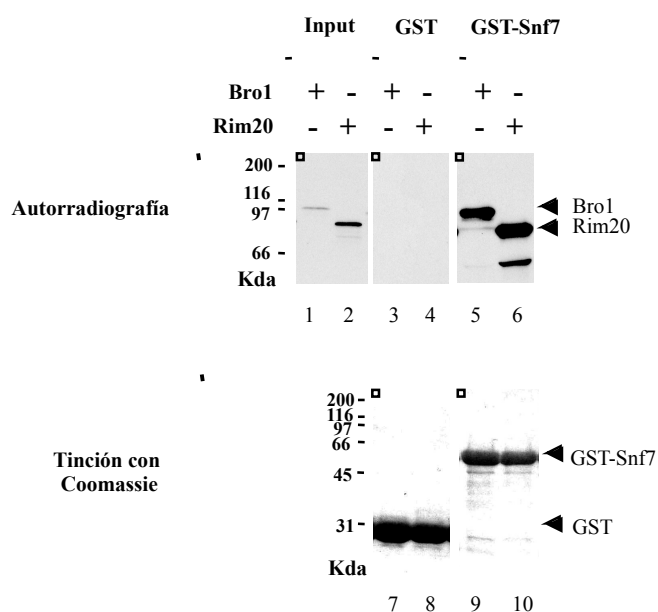 Input GST GST-Snf7
- - -
Bro1 + - + - + -
Rim20 - + - + - +
200 -
116 -
97 -
66 -
Kda
Autorradiografía
Bro1
Rim20
1 2 3 4 5 6
200 -
116 -
97 -
66 -
45 -
31 -
Kda
Tinción con
Coomassie
GST-Snf7
GST
7 8 9 10